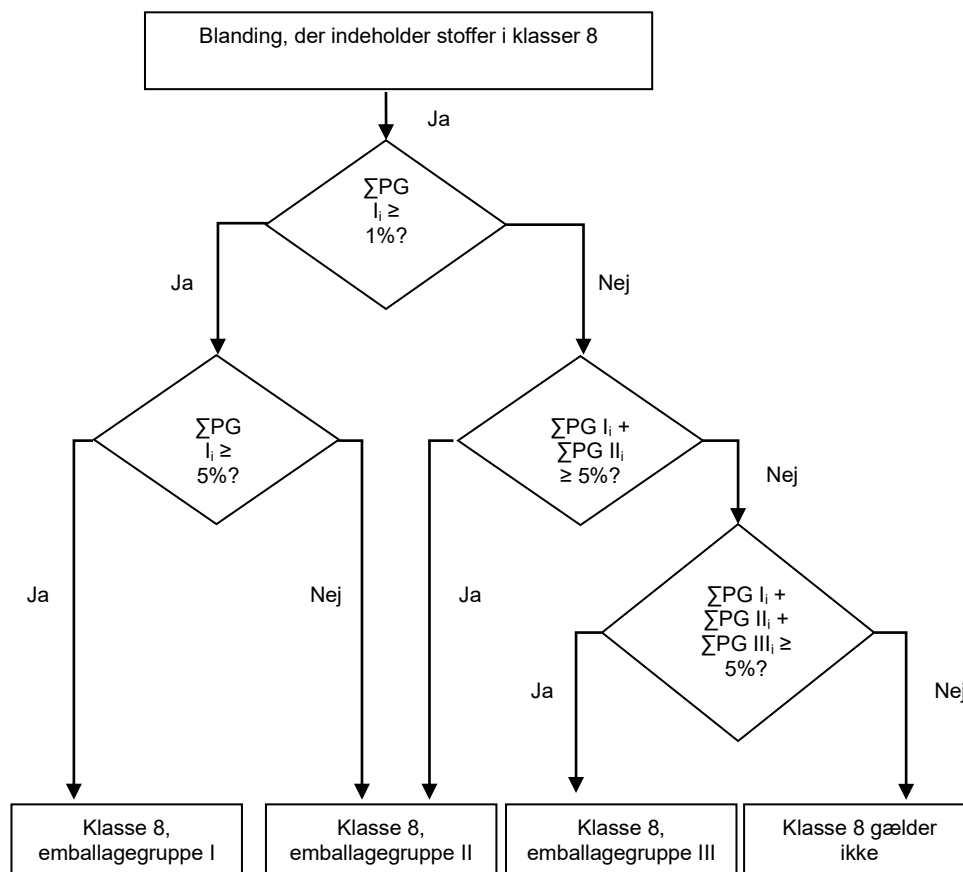 Blanding, der indeholder stoffer i klasser 8
Ja
∑PG
Iᵢ ≥
1%?
Ja
Nej
∑PG
Iᵢ ≥
5%?
∑PG Iᵢ +
∑PG IIᵢ
≥ 5%?
Nej
Ja
Nej
Ja
∑PG Iᵢ +
∑PG IIᵢ +
∑PG IIIᵢ ≥
5%?
Ja
Nej
Klasse 8,
emballagegruppe I
Klasse 8,
emballagegruppe II
Klasse 8,
emballagegruppe III
Klasse 8 gælder
ikke